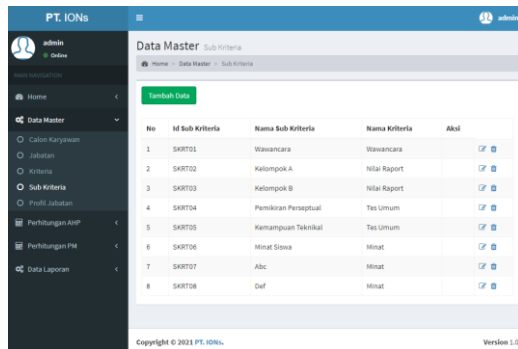 PT. IONs
admin
admin
Online
MAIN NAVIGATION
Home
Data Master
Calon Karyawan
Jabatan
Kriteria
Sub Kriteria
Profil Jabatan
Perhitungan AHP
Perhitungan PM
Data Laporan
Data Master Sub Kriteria
Home > Data Master > Sub Kriteria
Tambah Data
No Id Sub Kriteria Nama Sub Kriteria Nama Kriteria Aksi
1 SKRT01 Wawancara Wawancara
2 SKRT02 Kelompok A Nilai Raport
3 SKRT03 Kelompok B Nilai Raport
4 SKRT04 Pemikiran Perseptual Tes Umum
5 SKRT05 Kemampuan Teknikal Tes Umum
6 SKRT06 Minat Siswa Minat
7 SKRT07 Abc Minat
8 SKRT08 Def Minat
Copyright © 2021 PT. IONs. Version 1.0